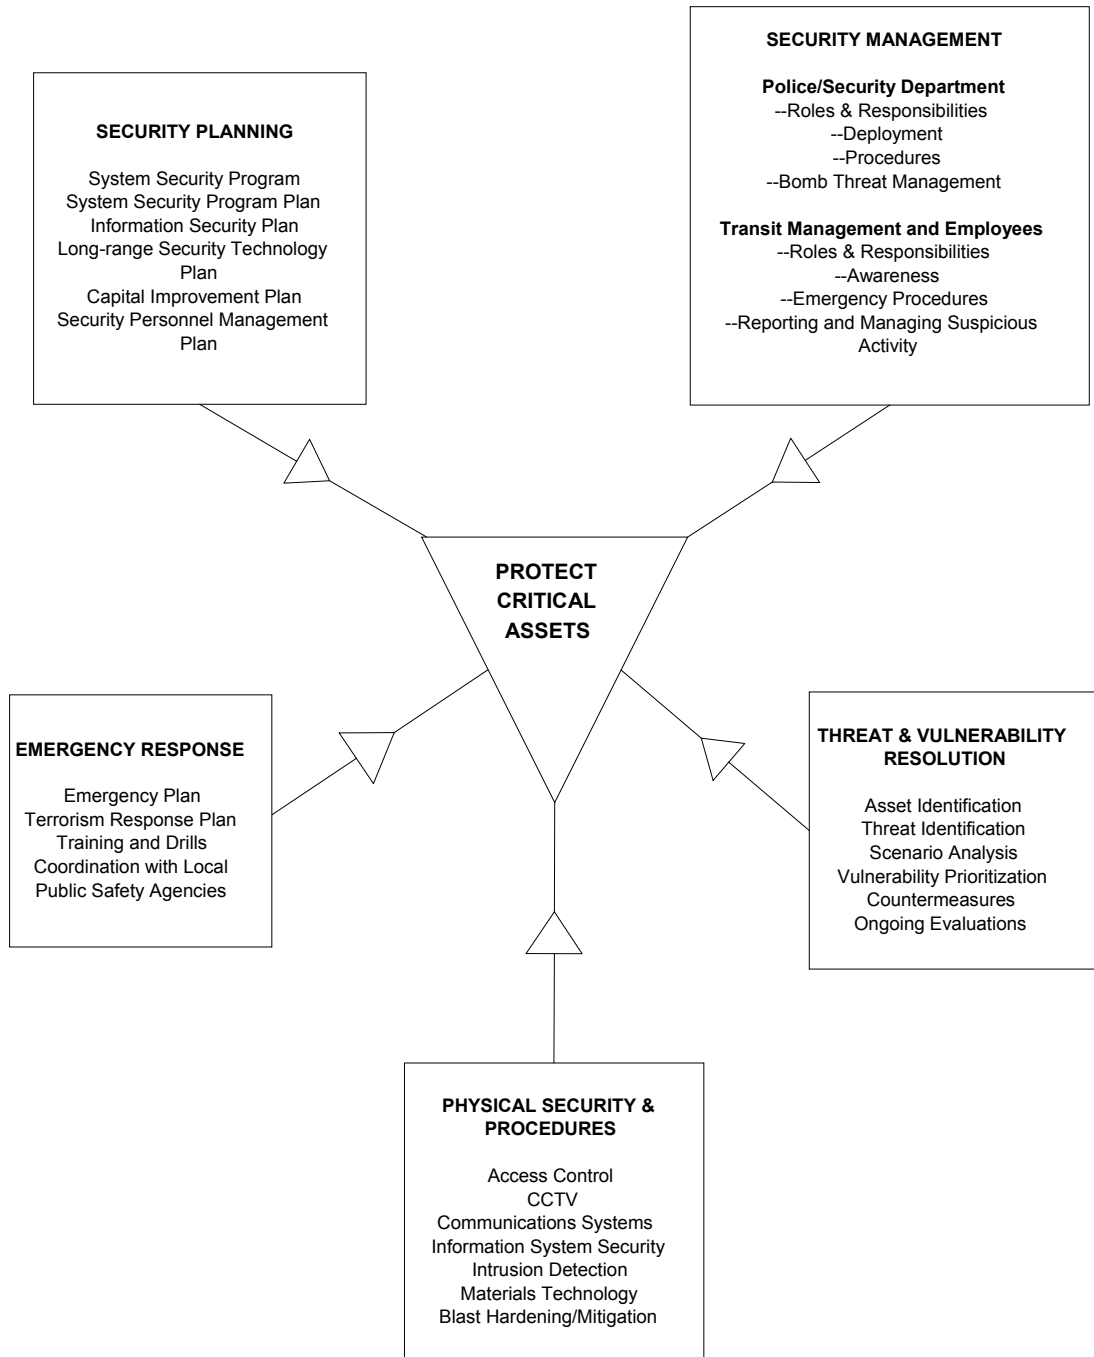 SECURITY PLANNING
System Security Program
System Security Program Plan
Information Security Plan
Long-range Security Technology
Plan
Capital Improvement Plan
Security Personnel Management
Plan
SECURITY MANAGEMENT
Police/Security Department
--Roles & Responsibilities
--Deployment
--Procedures
--Bomb Threat Management
Transit Management and Employees
--Roles & Responsibilities
--Awareness
--Emergency Procedures
--Reporting and Managing Suspicious
Activity
PROTECT
CRITICAL
ASSETS
EMERGENCY RESPONSE
Emergency Plan
Terrorism Response Plan
Training and Drills
Coordination with Local
Public Safety Agencies
THREAT & VULNERABILITY
RESOLUTION
Asset Identification
Threat Identification
Scenario Analysis
Vulnerability Prioritization
Countermeasures
Ongoing Evaluations
PHYSICAL SECURITY &
PROCEDURES
Access Control
CCTV
Communications Systems
Information System Security
Intrusion Detection
Materials Technology
Blast Hardening/Mitigation